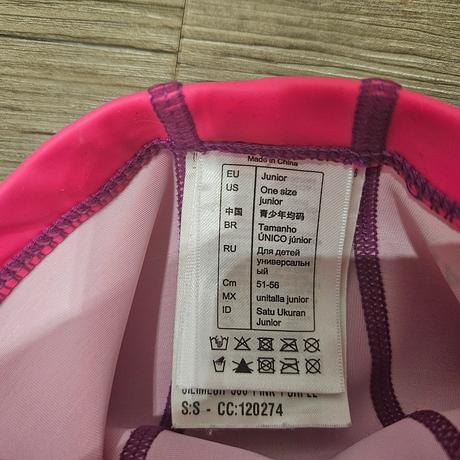 Made in China
EU Junior
US One size
junior
中国 青少年均码
BR Tamanho
ÚNICO júnior
RU Для детей
универсальн
ый
Cm 51-56
MX unitalla junior
ID Satu Ukuran
Junior
S:S - CC:120274